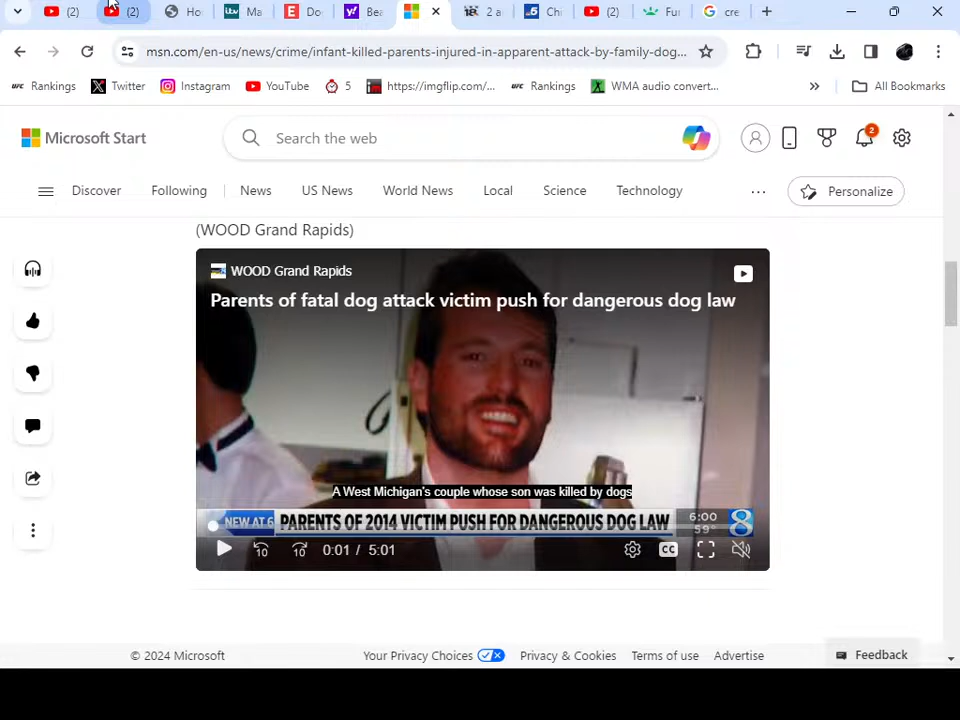 (2)
(2)
Ho
Ma
Do
Bea
2 a
Chi
(2)
Fur
cre
msn.com/en-us/news/crime/infant-killed-parents-injured-in-apparent-attack-by-family-dog...
UFC Rankings
Twitter
Instagram
YouTube
5
https://imgflip.com/...
UFC Rankings
WMA audio convert...
All Bookmarks
Microsoft Start
Search the web
2
Discover
Following
News
US News
World News
Local
Science
Technology
Personalize
(WOOD Grand Rapids)
WOOD Grand Rapids
Parents of fatal dog attack victim push for dangerous dog law
A West Michigan's couple whose son was killed by dogs
NEW AT 6
PARENTS OF 2014 VICTIM PUSH FOR DANGEROUS DOG LAW
6:00
59°
8
10
10
0:01 / 5:01
CC
© 2024 Microsoft
Your Privacy Choices
Privacy & Cookies
Terms of use
Advertise
Feedback